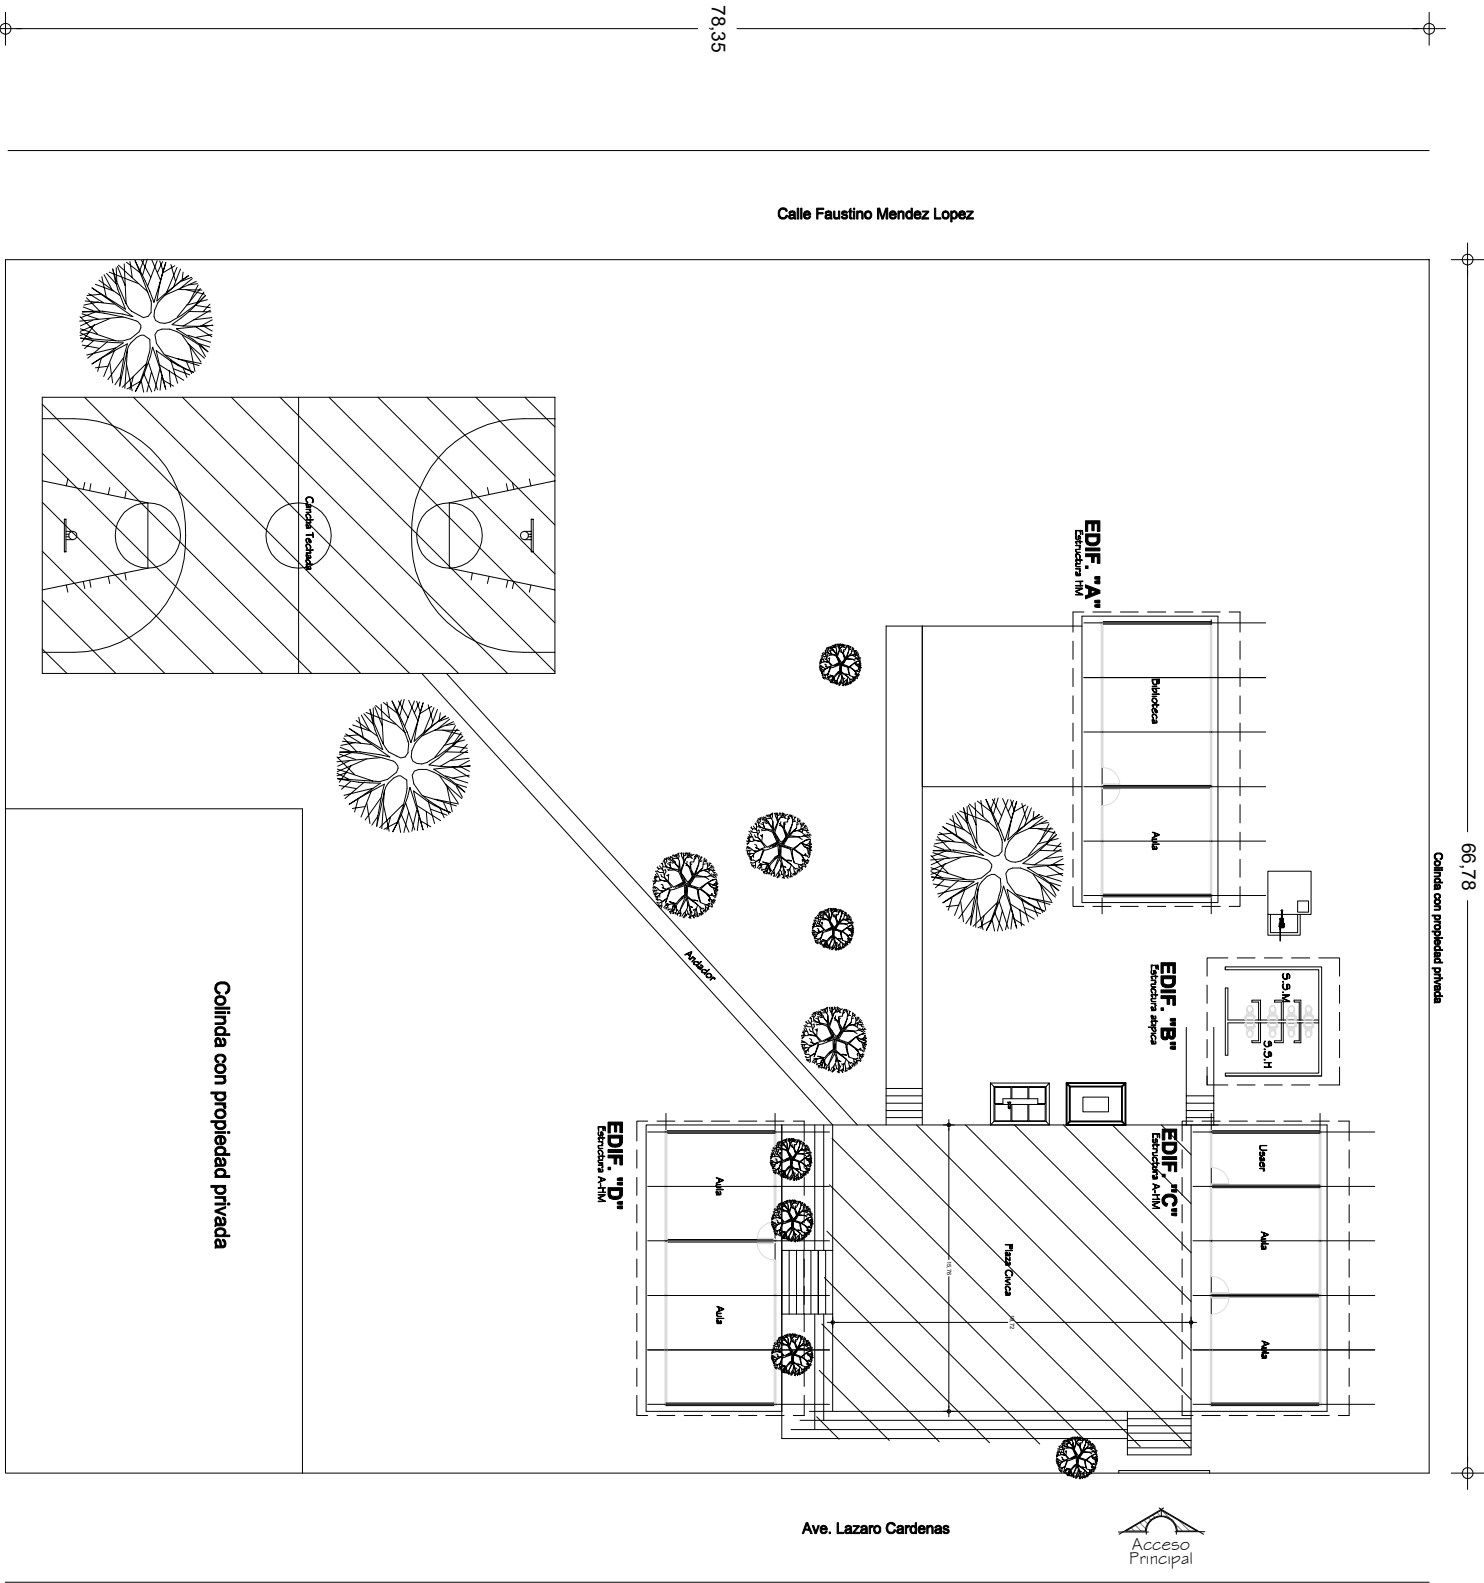 78,35
Calle Faustino Mendez Lopez
66,78
Colinda con propiedad privada
Cancha Techada
EDIF. "A"
Estructura HM
Biblioteca
Aula
Andador
EDIF. "B"
Estructura atipica
S.S.M
S.S.H
Colinda con propiedad privada
EDIF. "D"
Estructura A-HM
Aula
Aula
EDIF. "C"
Estructura A-HM
Usaer
Aula
Aula
Plaza Civica
15,76
Ave. Lazaro Cardenas
Acceso
Principal